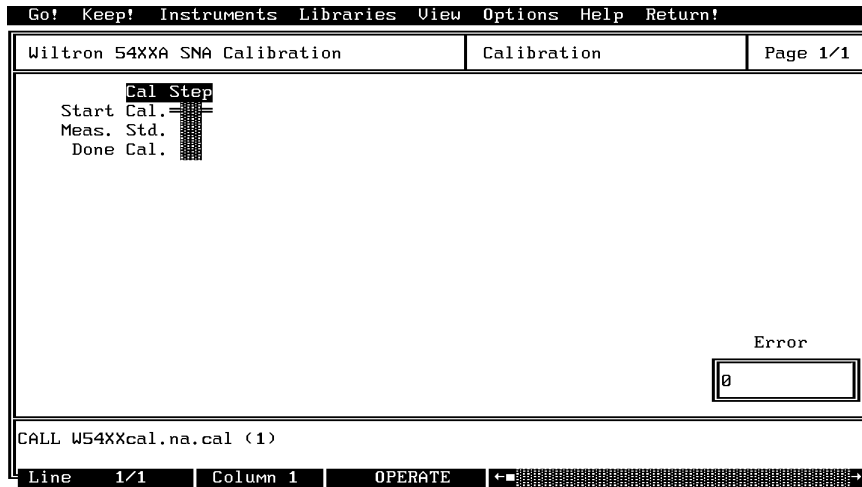 Go! Keep! Instruments Libraries View Options Help Return!
Wiltron 54XXA SNA Calibration Calibration Page 1/1
Cal Step
Start Cal.
Meas. Std.
Done Cal.
Error
0
CALL W54XXcal.na.cal (1)
Line 1/1 Column 1 OPERATE